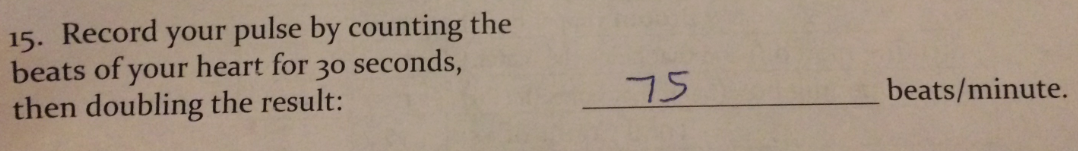 15. Record your pulse by counting the
beats of your heart for 30 seconds,
then doubling the result: 75 beats/minute.